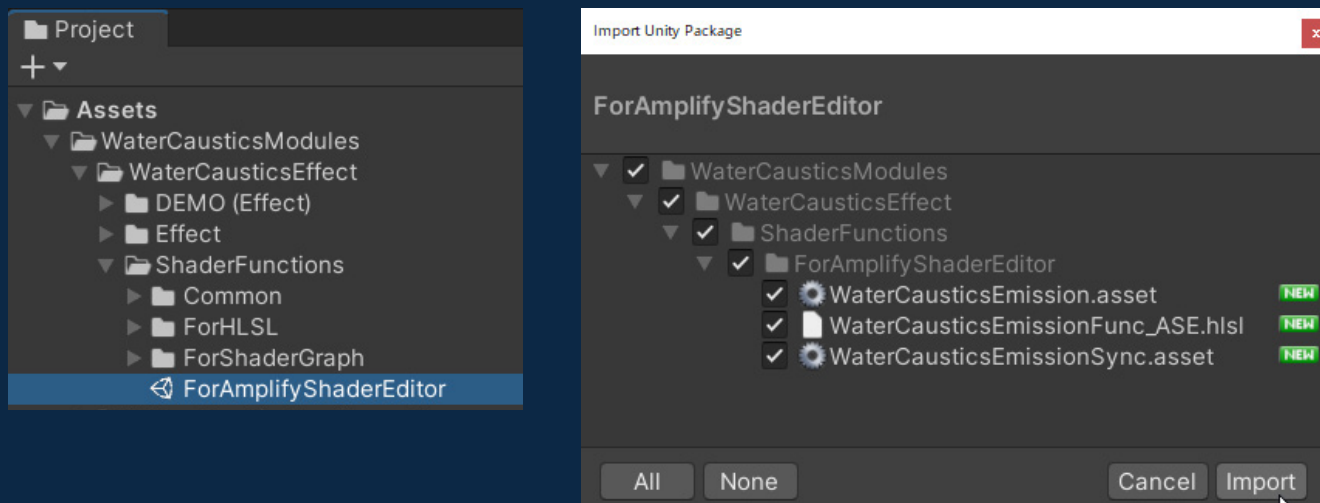 Project
Assets
WaterCausticsModules
WaterCausticsEffect
DEMO (Effect)
Effect
ShaderFunctions
Common
ForHLSL
ForShaderGraph
ForAmplifyShaderEditor
Import Unity Package
x
ForAmplifyShaderEditor
WaterCausticsModules
WaterCausticsEffect
ShaderFunctions
ForAmplifyShaderEditor
WaterCausticsEmission.asset NEW
WaterCausticsEmissionFunc_ASE.hlsl NEW
WaterCausticsEmissionSync.asset NEW
All None Cancel Import